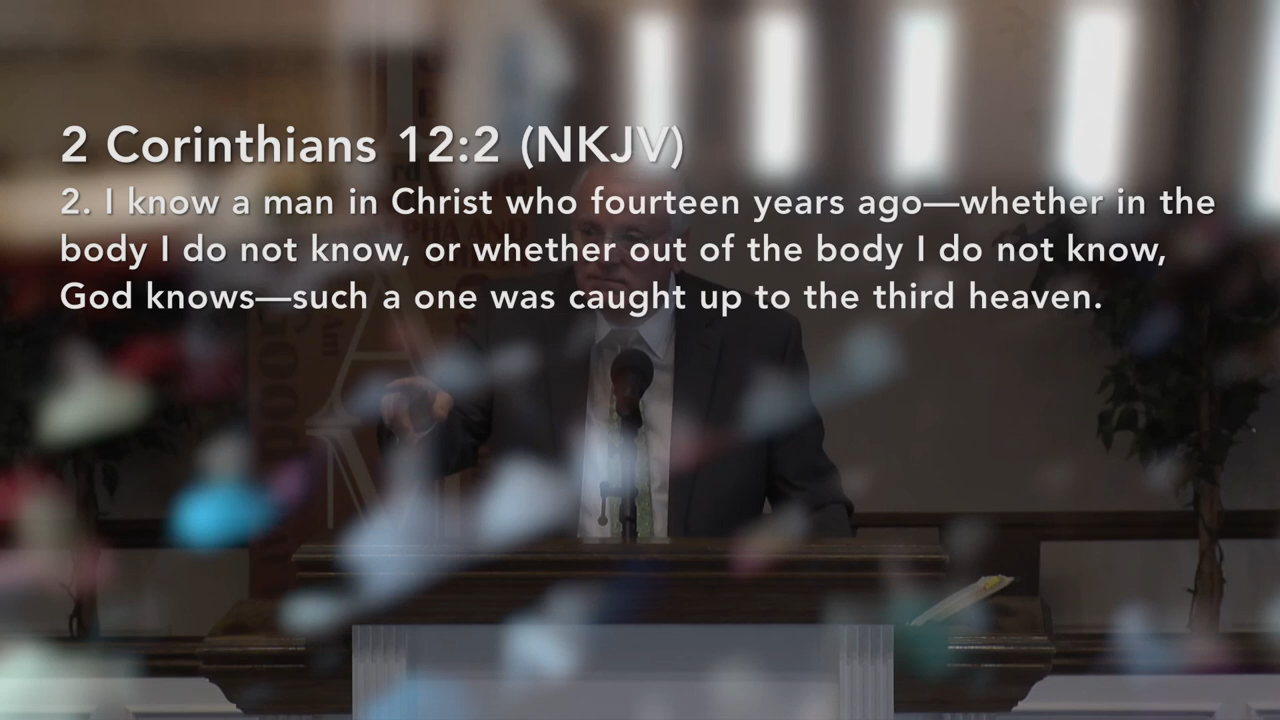 2 Corinthians 12:2 (NKJV)
2. I know a man in Christ who fourteen years ago—whether in the
body I do not know, or whether out of the body I do not know,
God knows—such a one was caught up to the third heaven.